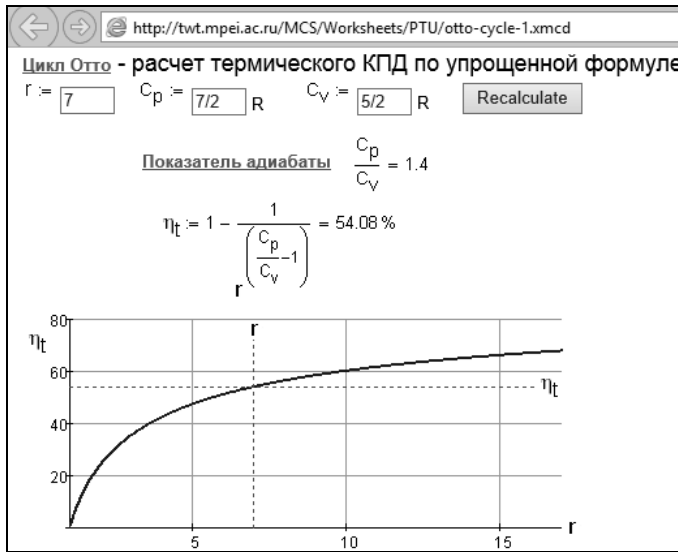 http://twt.mpei.ac.ru/MCS/Worksheets/PTU/otto-cycle-1.xmcd
Цикл Отто - расчет термического КПД по упрощенной формуле
r := 7 Cp := 7/2 R Cv := 5/2 R Recalculate
Показатель адиабаты Cp/Cv = 1.4
ηt := 1 − 1/r^(Cp/Cv−1) = 54.08 %
80
ηt
r
60
ηt
40
20
r
5 10 15